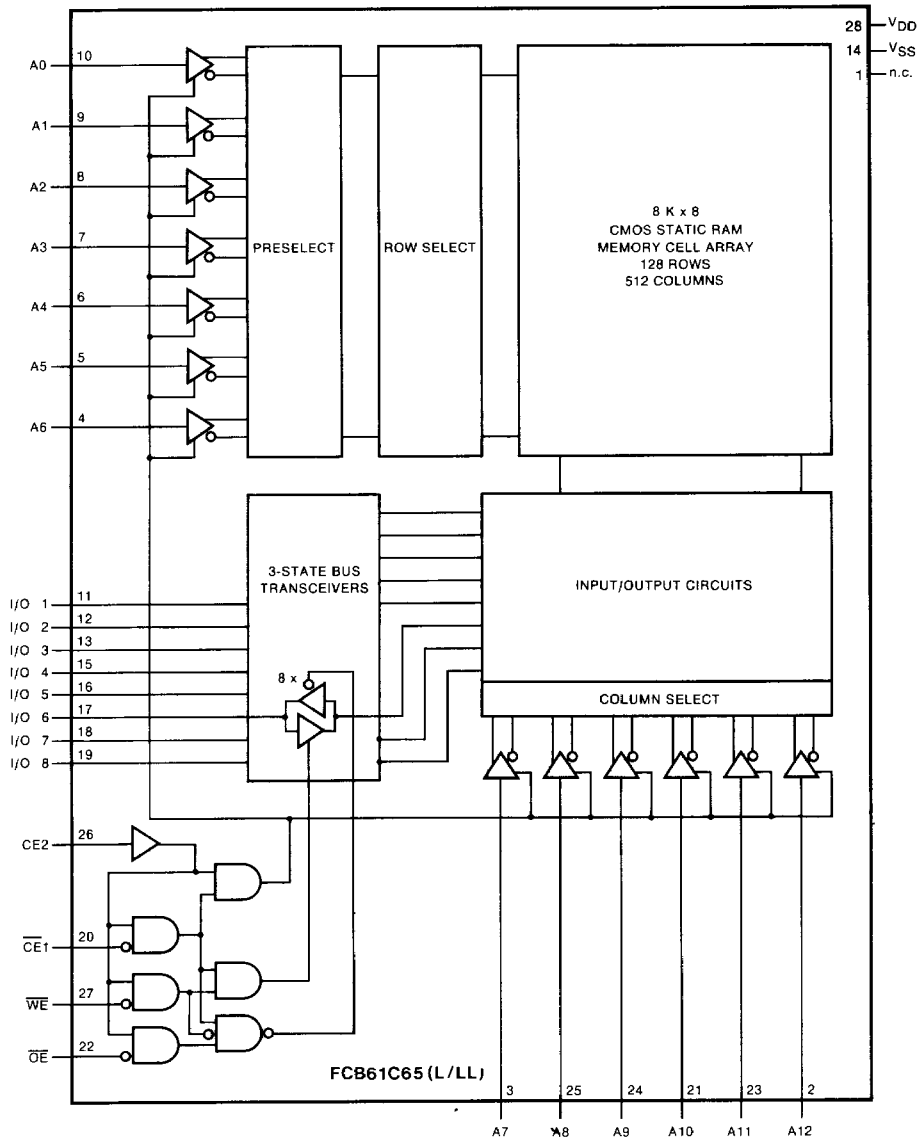 28 VDD
14 VSS
1 n.c.
A0 10
A1 9
A2 8
A3 7
A4 6
A5 5
A6 4
PRESELECT
ROW SELECT
8 K x 8
CMOS STATIC RAM
MEMORY CELL ARRAY
128 ROWS
512 COLUMNS
3-STATE BUS
TRANSCEIVERS
8 x
INPUT/OUTPUT CIRCUITS
COLUMN SELECT
I/O 1 11
I/O 2 12
I/O 3 13
I/O 4 15
I/O 5 16
I/O 6 17
I/O 7 18
I/O 8 19
CE2 26
C̅E̅1̅ 20
W̅E̅ 27
O̅E̅ 22
FCB61C65 (L/LL)
3 25 24 21 23 2
A7 A8 A9 A10 A11 A12